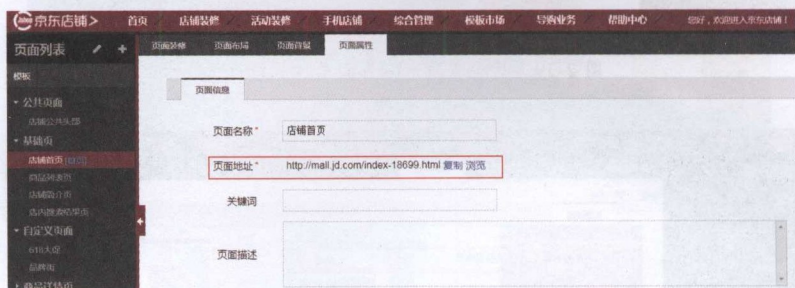 京东店铺>
首页 店铺装修 活动装修 手机店铺 综合管理 模板市场 导购业务 帮助中心 您好，欢迎进入京东店铺！
页面列表
页面装修 页面布局 页面背景 页面属性
模板
页面信息
公共页面
店铺公共头部
页面名称* 店铺首页
基础页
店铺首页
页面地址* http://mall.jd.com/index-18699.html 复制 浏览
商品列表页
店铺简介页
关键词
店内搜索结果页
自定义页面
618大促
页面描述
商品详情页